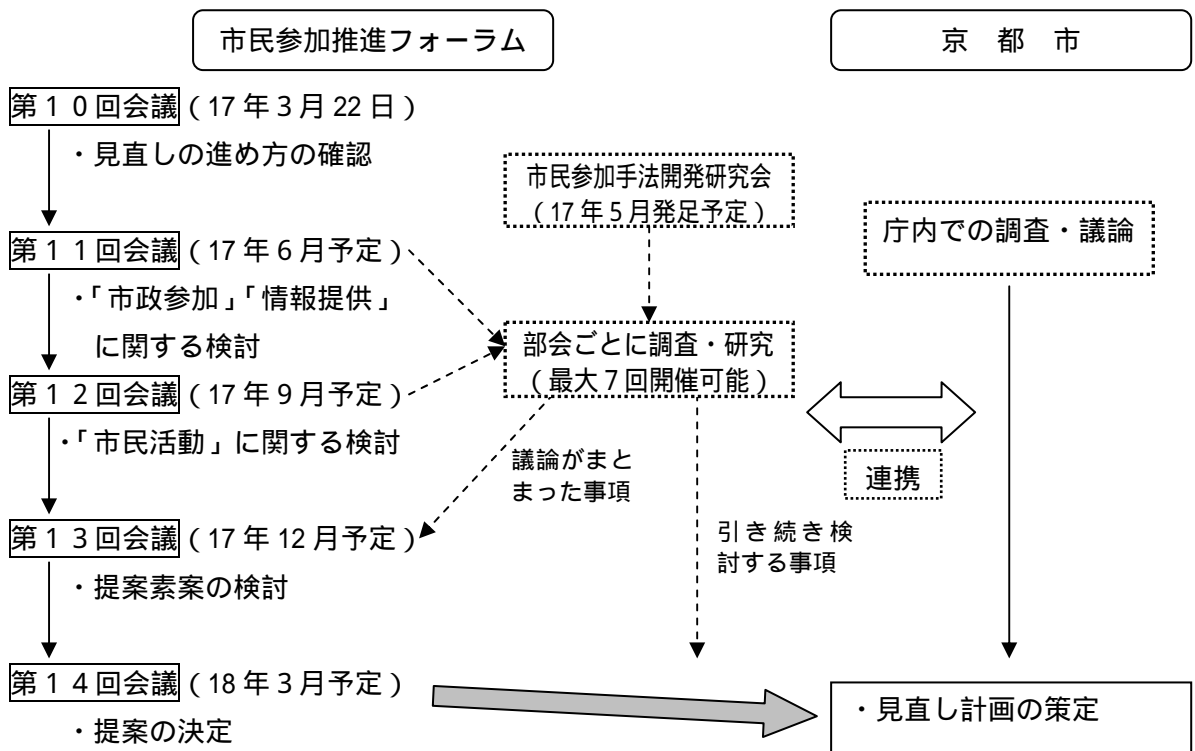 市民参加推進フォーラム
京 都 市
第１０回会議（17年３月22日）
・見直しの進め方の確認
市民参加手法開発研究会
（17年５月発足予定）
庁内での調査・議論
第１１回会議（17年６月予定）
・「市政参加」「情報提供」
に関する検討
部会ごとに調査・研究
（最大７回開催可能）
第１２回会議（17年９月予定）
・「市民活動」に関する検討
議論がまと
まった事項
連携
第１３回会議（17年12月予定）
引き続き検
討する事項
・提案素案の検討
第１４回会議（18年３月予定）
・提案の決定
・見直し計画の策定